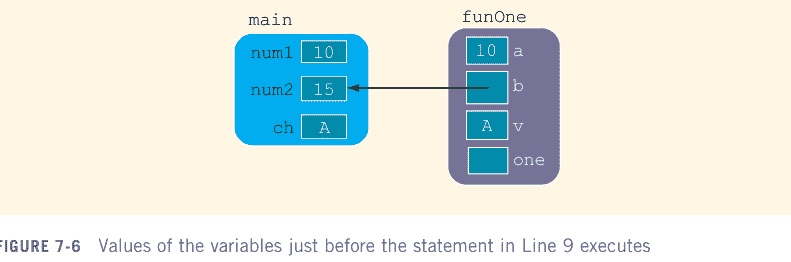 main
funOne
num1 10
10 a
num2 15
b
ch A
A v
one
FIGURE 7-6 Values of the variables just before the statement in Line 9 executes